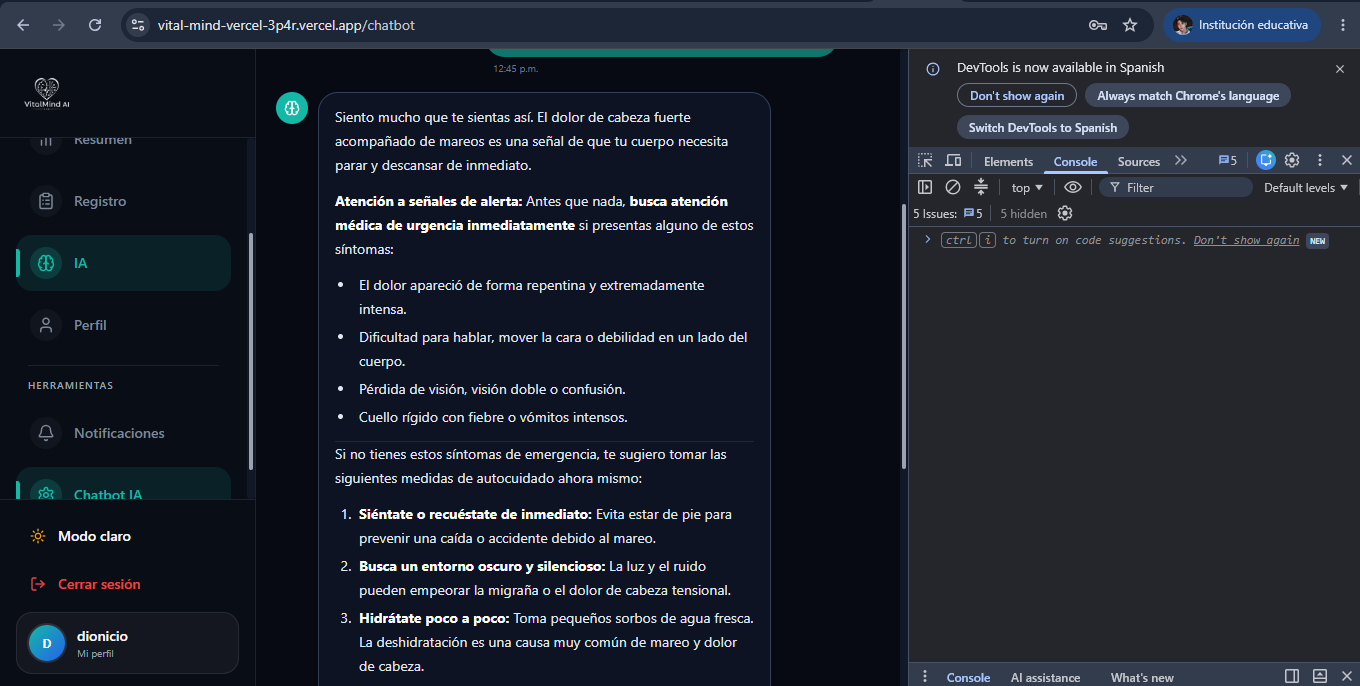 vital-mind-vercel-3p4r.vercel.app/chatbot
Institución educativa
VitalMind AI
Resumen
Registro
IA
Perfil
HERRAMIENTAS
Notificaciones
Chatbot IA
Modo claro
Cerrar sesión
D
dionicio
Mi perfil
12:45 p.m.
Siento mucho que te sientas así. El dolor de cabeza fuerte
acompañado de mareos es una señal de que tu cuerpo necesita
parar y descansar de inmediato.
Atención a señales de alerta: Antes que nada, busca atención
médica de urgencia inmediatamente si presentas alguno de estos
síntomas:
• El dolor apareció de forma repentina y extremadamente
intensa.
• Dificultad para hablar, mover la cara o debilidad en un lado del
cuerpo.
• Pérdida de visión, visión doble o confusión.
• Cuello rígido con fiebre o vómitos intensos.
Si no tienes estos síntomas de emergencia, te sugiero tomar las
siguientes medidas de autocuidado ahora mismo:
1. Siéntate o recuéstate de inmediato: Evita estar de pie para
prevenir una caída o accidente debido al mareo.
2. Busca un entorno oscuro y silencioso: La luz y el ruido
pueden empeorar la migraña o el dolor de cabeza tensional.
3. Hidrátate poco a poco: Toma pequeños sorbos de agua fresca.
La deshidratación es una causa muy común de mareo y dolor
de cabeza.
DevTools is now available in Spanish
Don't show again
Always match Chrome's language
Switch DevTools to Spanish
Elements
Console
Sources
5
top
Filter
Default levels
5 Issues:
5
5 hidden
ctrl i to turn on code suggestions. Don't show again NEW
Console
AI assistance
What's new